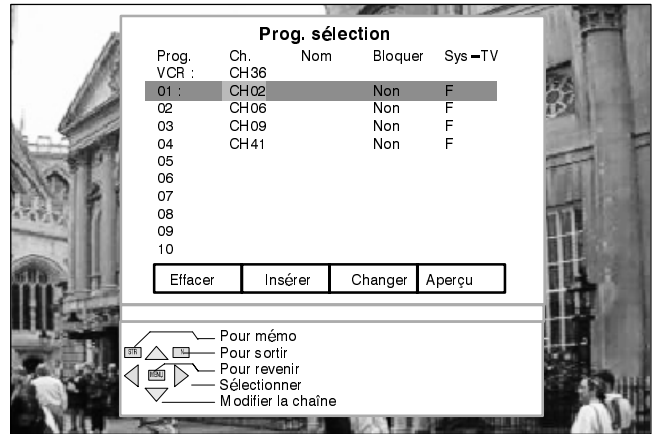 Prog. sélection
Prog. Ch. Nom Bloquer Sys-TV
VCR : CH36
01 : CH02 Non F
02 CH06 Non F
03 CH09 Non F
04 CH41 Non F
05
06
07
08
09
10
Effacer Insérer Changer Aperçu
Pour mémo
STR N
Pour sortir
MENU
Pour revenir
Sélectionner
Modifier la chaîne